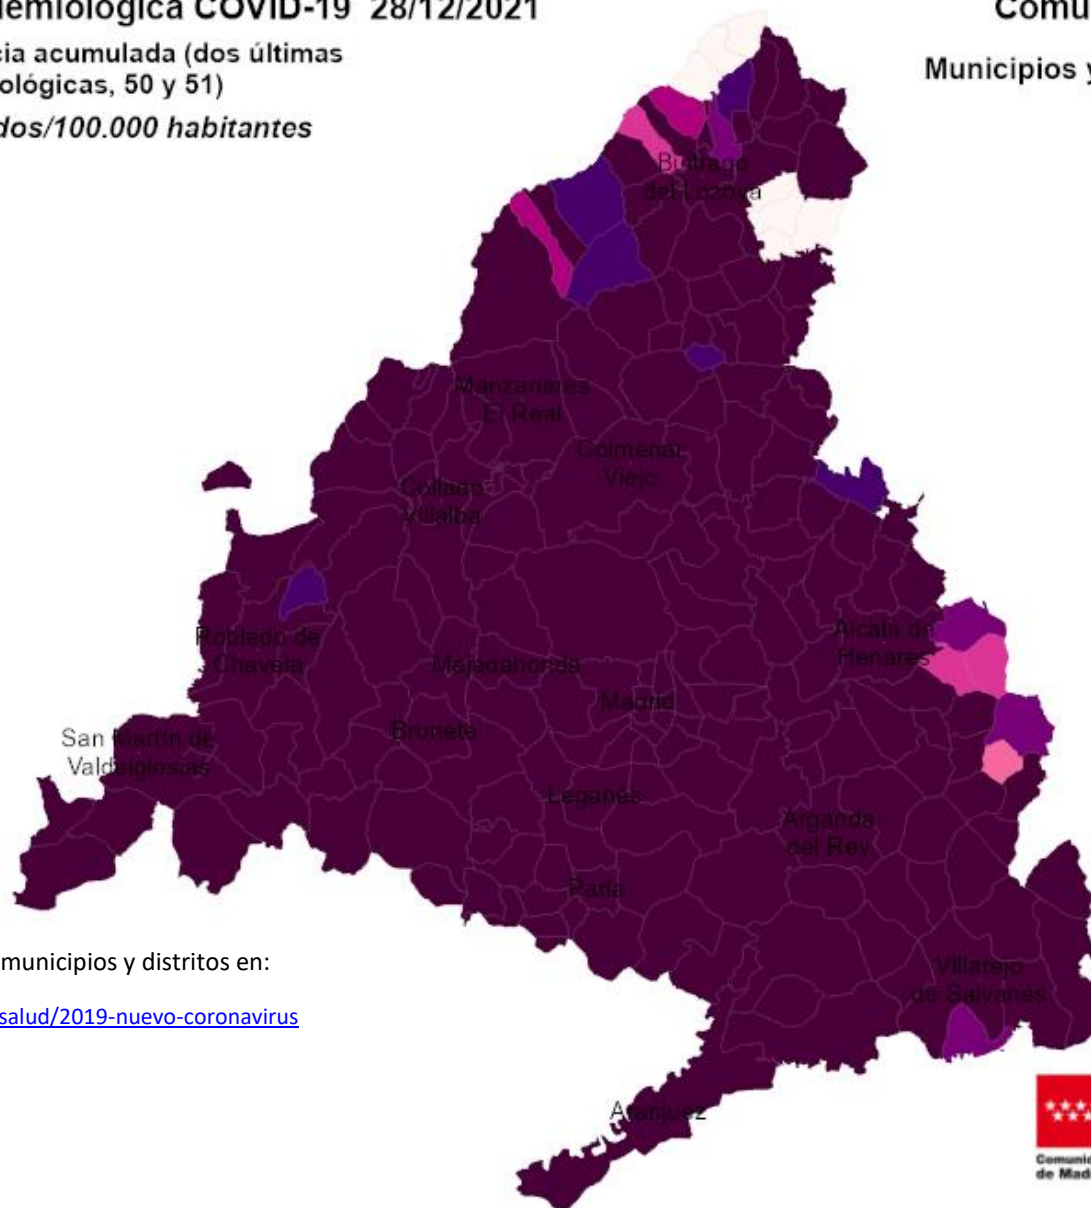 demiológica COVID-19 28/12/2021
Comu
cia acumulada (dos últimas
ológicas, 50 y 51)
Municipios y
dos/100.000 habitantes
Buitrago
del Lozoya
Manzanares
El Real
Colmenar
Viejo
Collado
Villalba
Alcalá de
Henares
Robledo de
Chavela
Majadahonda
Madrid
Brunete
San Martín de
Valdeiglesias
Leganés
Arganda
del Rey
Parla
municipios y distritos en:
Villarejo
de Salvanés
salud/2019-nuevo-coronavirus
Aranjuez
Comunid
de Madr